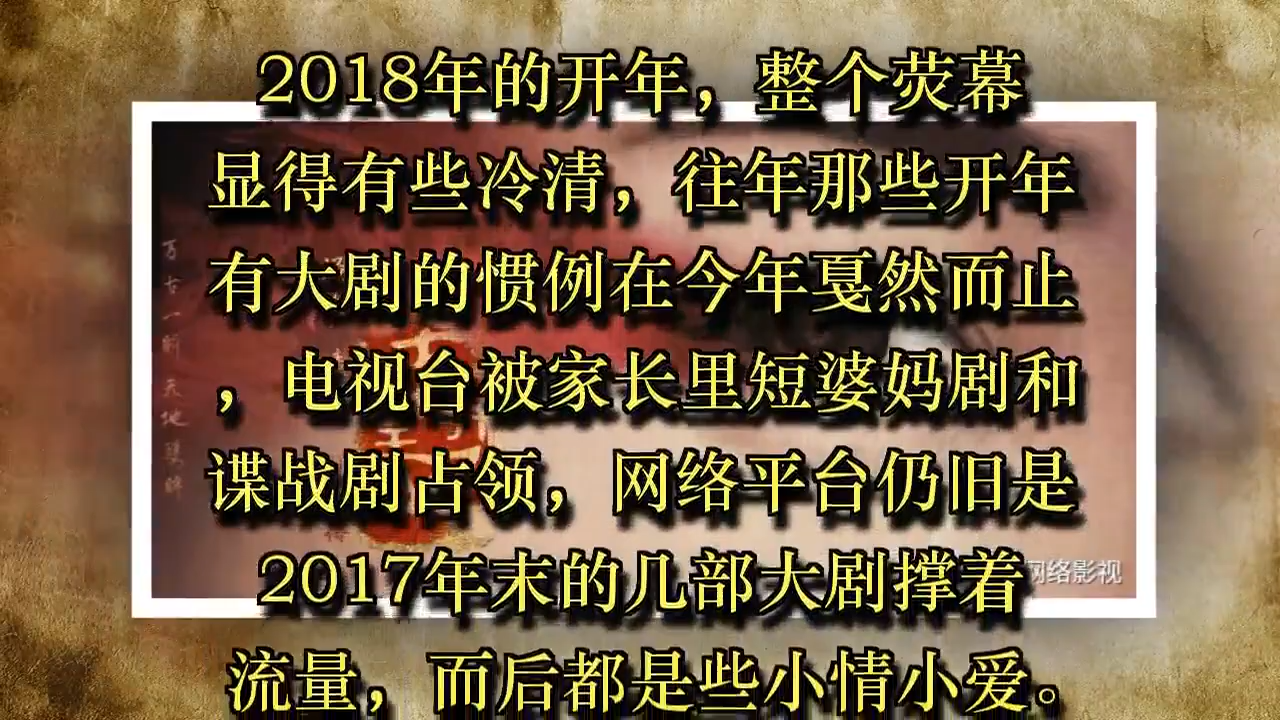 2018年的开年，整个荧幕
显得有些冷清，往年那些开年
有大剧的惯例在今年戛然而止
，电视台被家长里短婆妈剧和
谍战剧占领，网络平台仍旧是
2017年末的几部大剧撑着
流量，而后都是些小情小爱。
网络影视